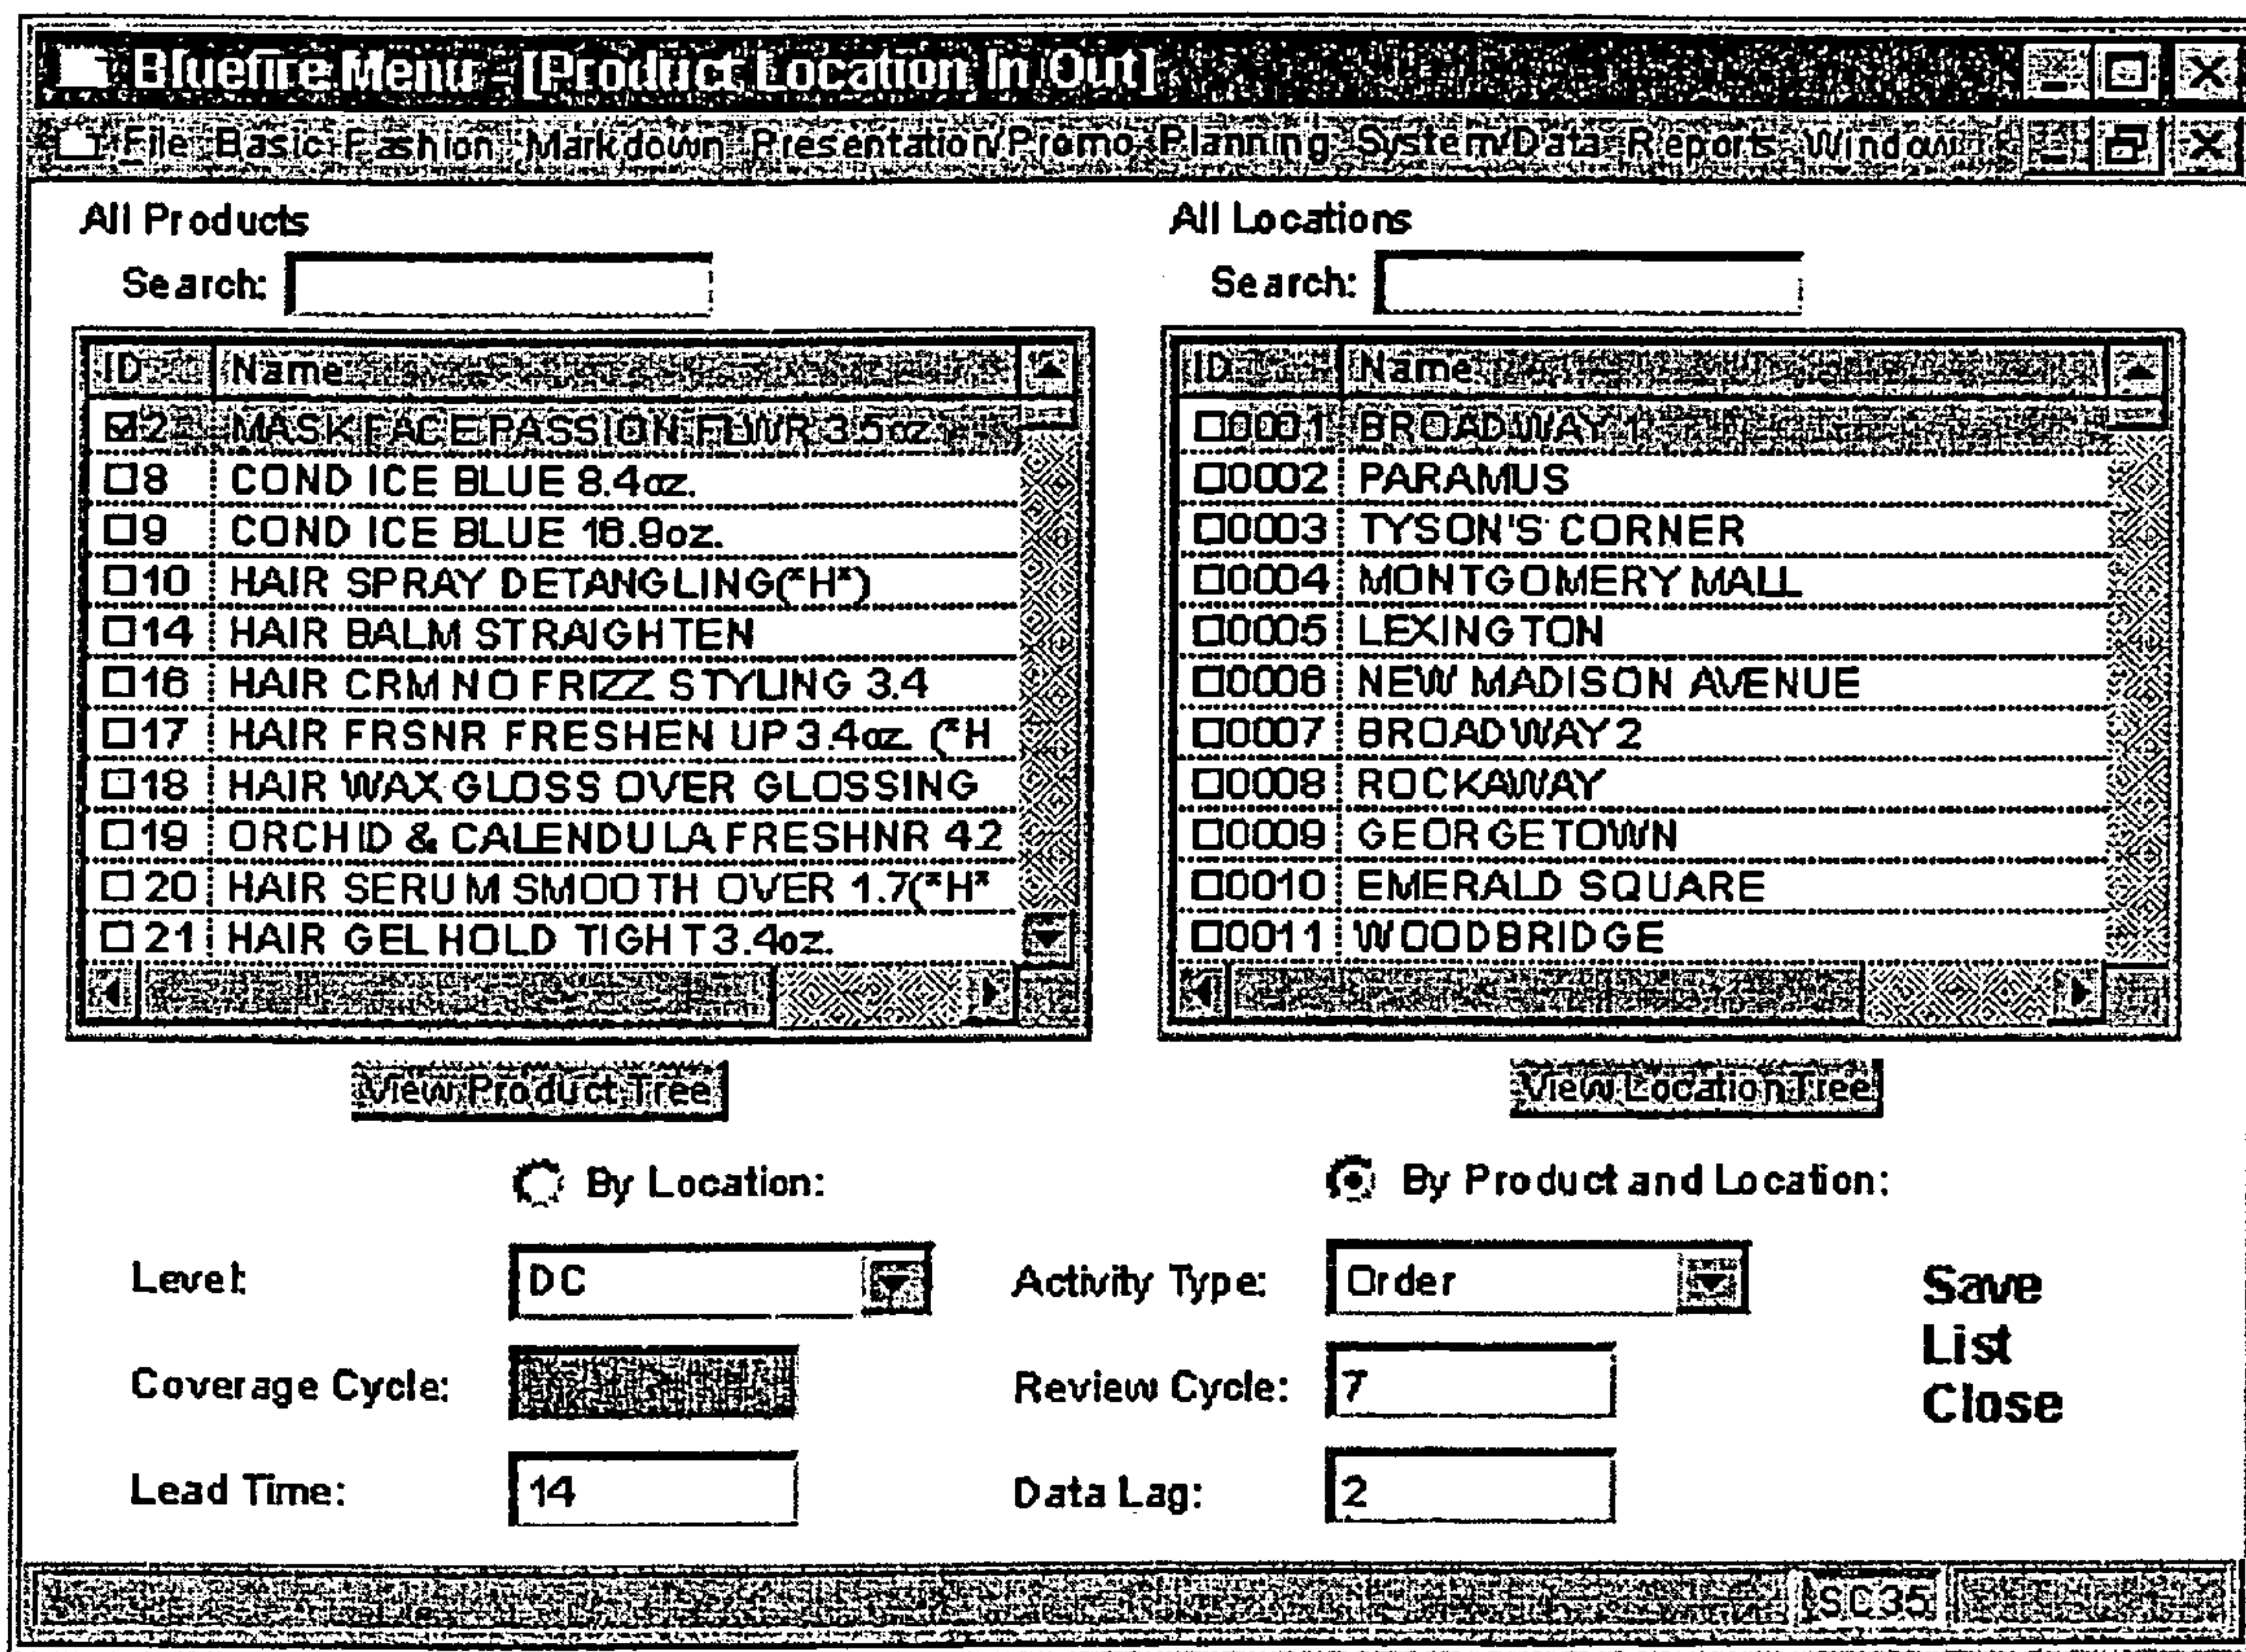 Bluefire Menu - [Product Location In Out]
File Basic Fashion Markdown Presentation/Promo Planning System/Data Reports Window
All Products
Search:
ID Name
2 MASK FACE PASSION FLWR 3.5oz
8 COND ICE BLUE 8.4oz.
9 COND ICE BLUE 16.9oz.
10 HAIR SPRAY DETANGLING(*H*)
14 HAIR BALM STRAIGHTEN
16 HAIR CRM NO FRIZZ STYLING 3.4
17 HAIR FRSNR FRESHEN UP 3.4oz. (*H
18 HAIR WAX GLOSS OVER GLOSSING
19 ORCHID & CALENDULA FRESHNR 4.2
20 HAIR SERUM SMOOTH OVER 1.7(*H*
21 HAIR GEL HOLD TIGHT 3.4oz.
View Product Tree
All Locations
Search:
ID Name
0001 BROADWAY 1
0002 PARAMUS
0003 TYSON'S CORNER
0004 MONTGOMERY MALL
0005 LEXINGTON
0006 NEW MADISON AVENUE
0007 BROADWAY 2
0008 ROCKAWAY
0009 GEORGETOWN
0010 EMERALD SQUARE
0011 WOODBRIDGE
View Location Tree
By Location: By Product and Location:
Level: DC Activity Type: Order
Coverage Cycle: Review Cycle: 7
Lead Time: 14 Data Lag: 2
Save
List
Close
SC35